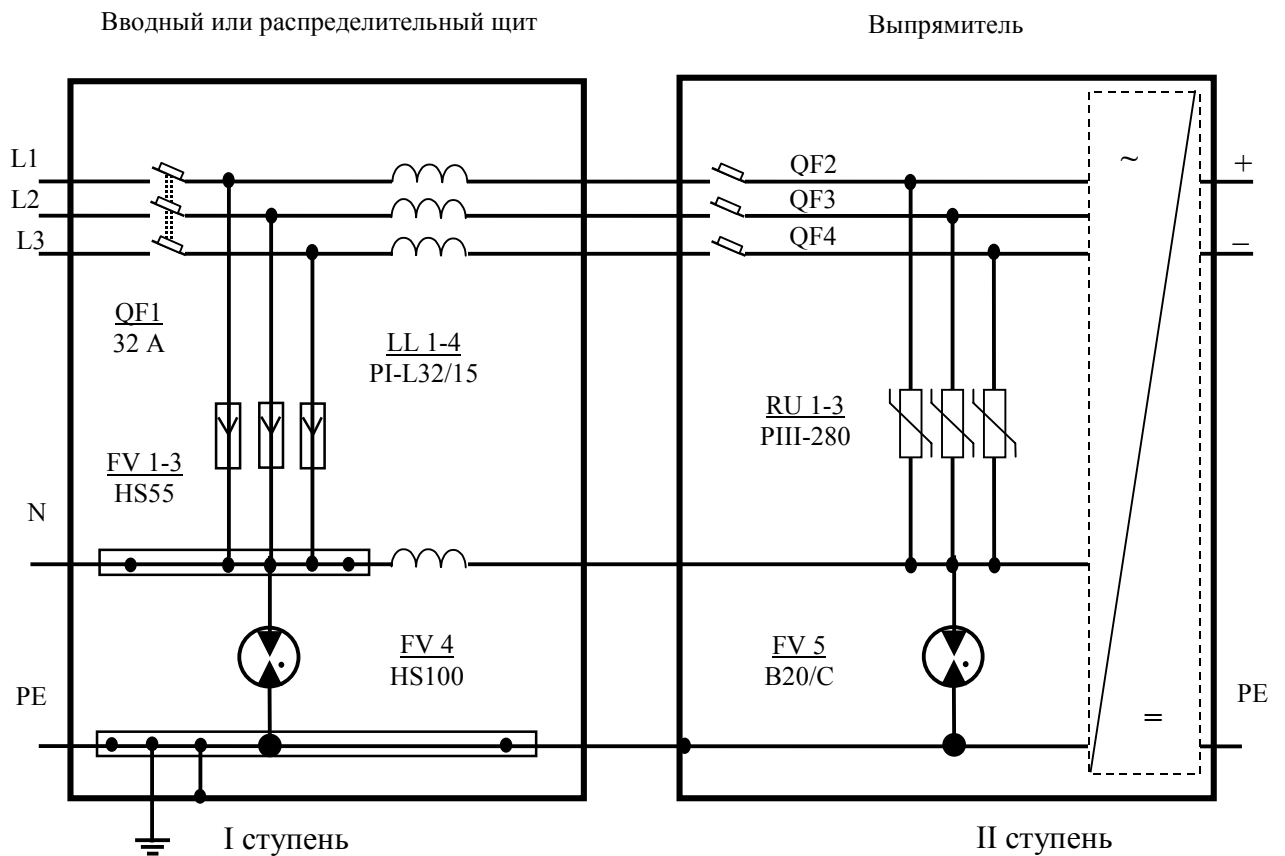 Вводный или распределительный щит
Выпрямитель
L1
L2
L3
QF2
QF3
QF4
~
+
–
QF1
32 А
LL 1-4
PI-L32/15
RU 1-3
PIII-280
FV 1-3
HS55
N
FV 4
HS100
FV 5
B20/C
PE
PE
=
I ступень
II ступень